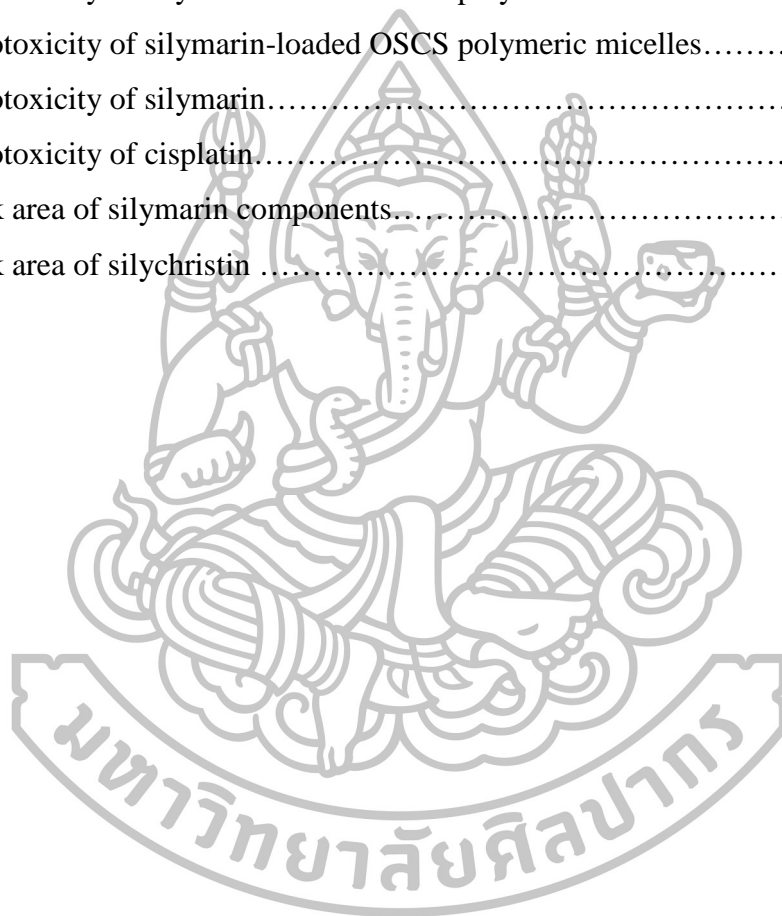 otoxicity of silymarin-loaded OSCS polymeric micelles……..
otoxicity of silymarin………………………………………………
otoxicity of cisplatin………………………………………………
k area of silymarin components……………………………………
k area of silychristin …………………………………………………
มหาวิทยาลัยศิลปากร